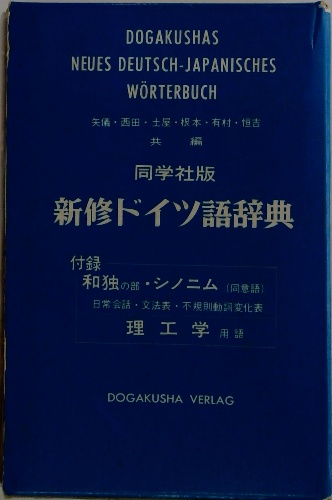 DOGAKUSHAS
NEUES DEUTSCH-JAPANISCHES
WÖRTERBUCH
矢儀・西田・土屋・根本・有村・恒吉
共編
同学社版
新修ドイツ語辞典
付録
和独の部・シノニム (同意語)
日常会話・文法表・不規則動詞変化表
理工学用語
DOGAKUSHA VERLAG